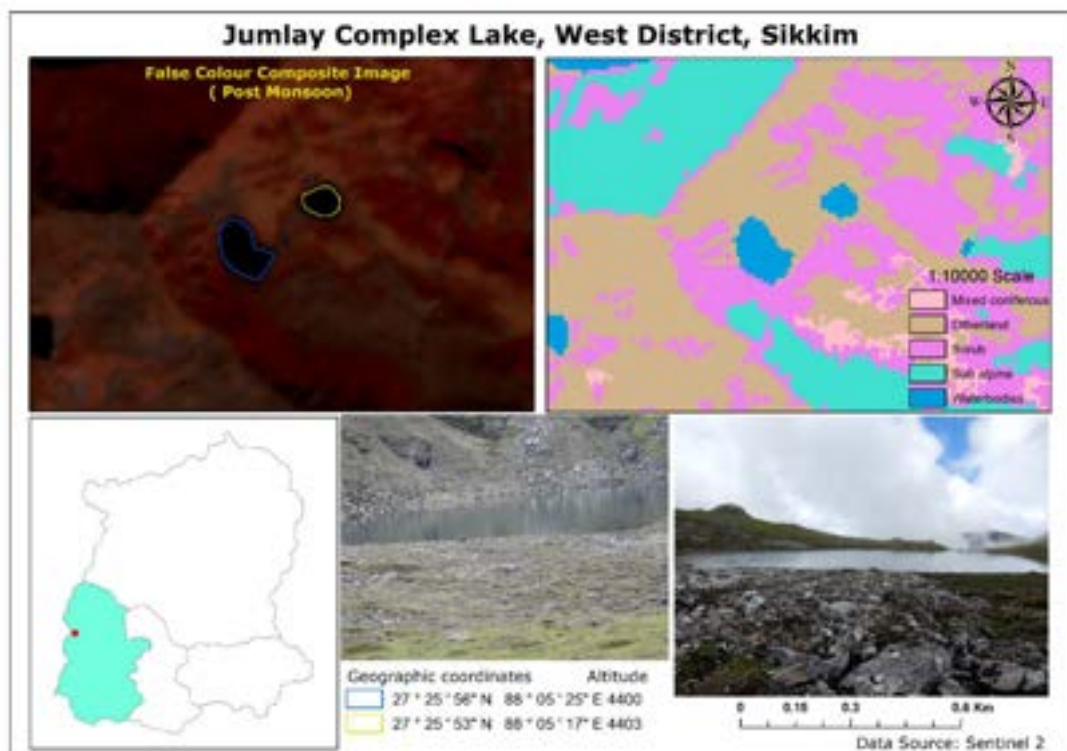 Jumlay Complex Lake, West District, Sikkim
False Colour Composite Image
( Post Monsoon)
N
W E
S
1:10000 Scale
Mixed coniferous
Otherland
Scrub
Sub alpine
Waterbodies
Geographic coordinates Altitude
27 ° 25 ' 56" N 88 ° 05 ' 25" E 4400
27 ° 25 ' 53" N 88 ° 05 ' 17" E 4403
0 0.15 0.3 0.6 Km
Data Source: Sentinel 2